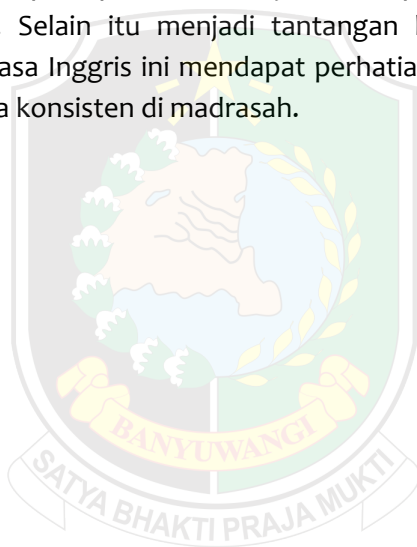 . Selain itu menjadi tantangan
asa Inggris ini mendapat perhatia
a konsisten di madrasah.
BANYUWANGI
SATYA BHAKTI PRAJA MUKTI